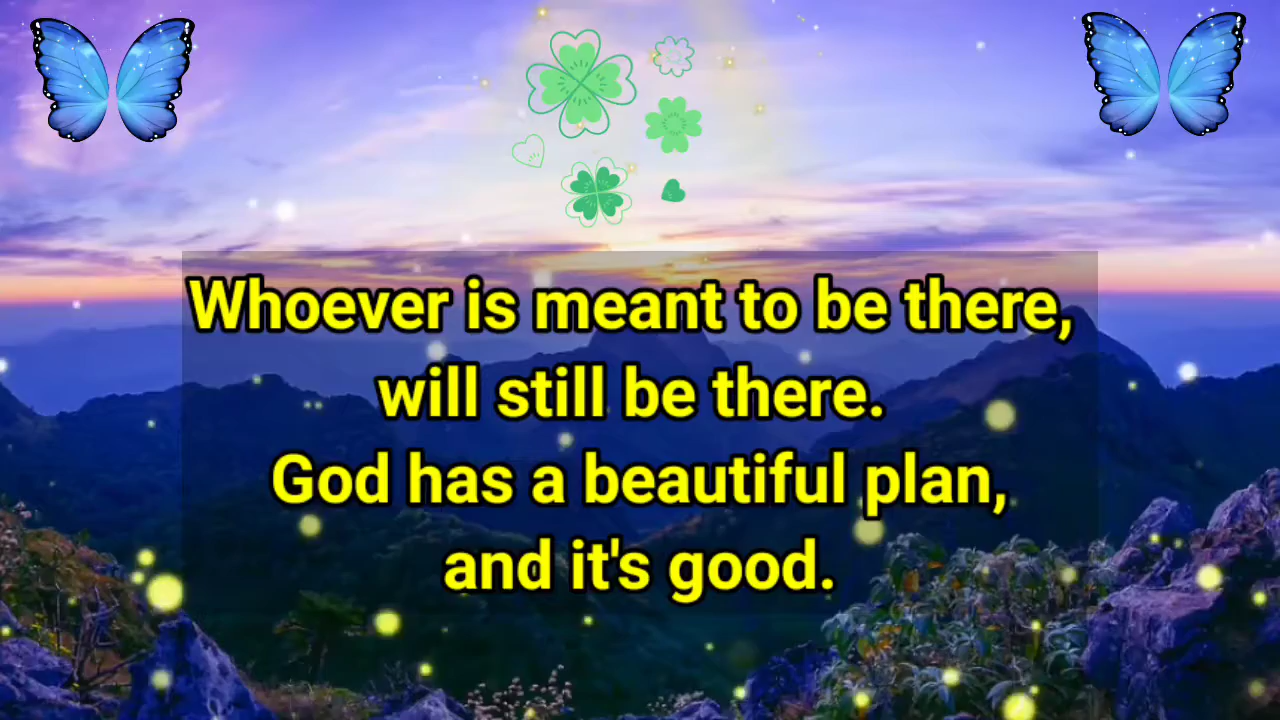 Whoever is meant to be there,
will still be there.
God has a beautiful plan,
and it's good.